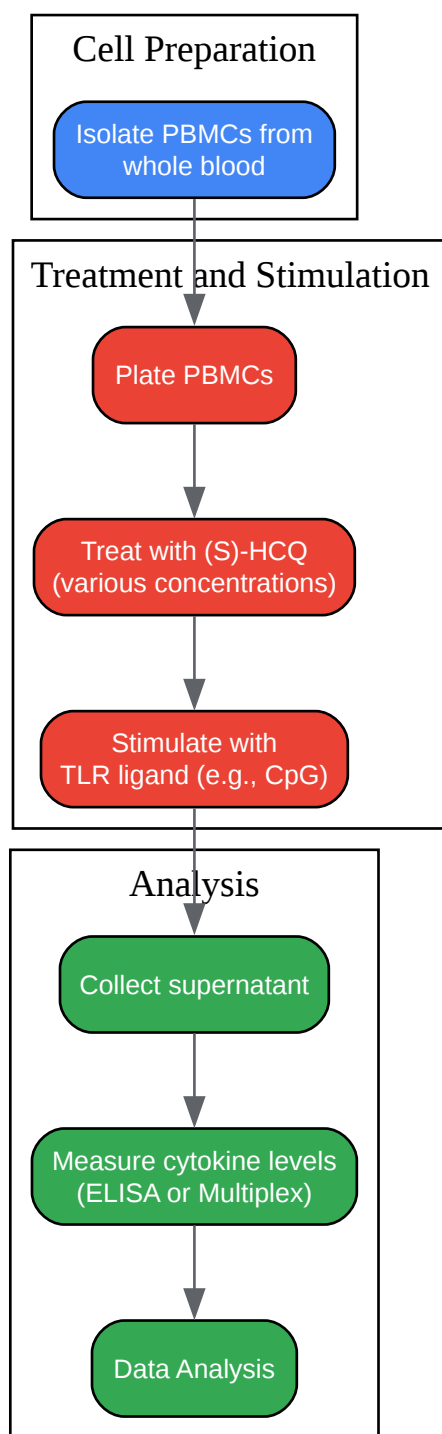 Cell Preparation
Isolate PBMCs from
whole blood
Treatment and Stimulation
Plate PBMCs
Treat with (S)-HCQ
(various concentrations)
Stimulate with
TLR ligand (e.g., CpG)
Analysis
Collect supernatant
Measure cytokine levels
(ELISA or Multiplex)
Data Analysis